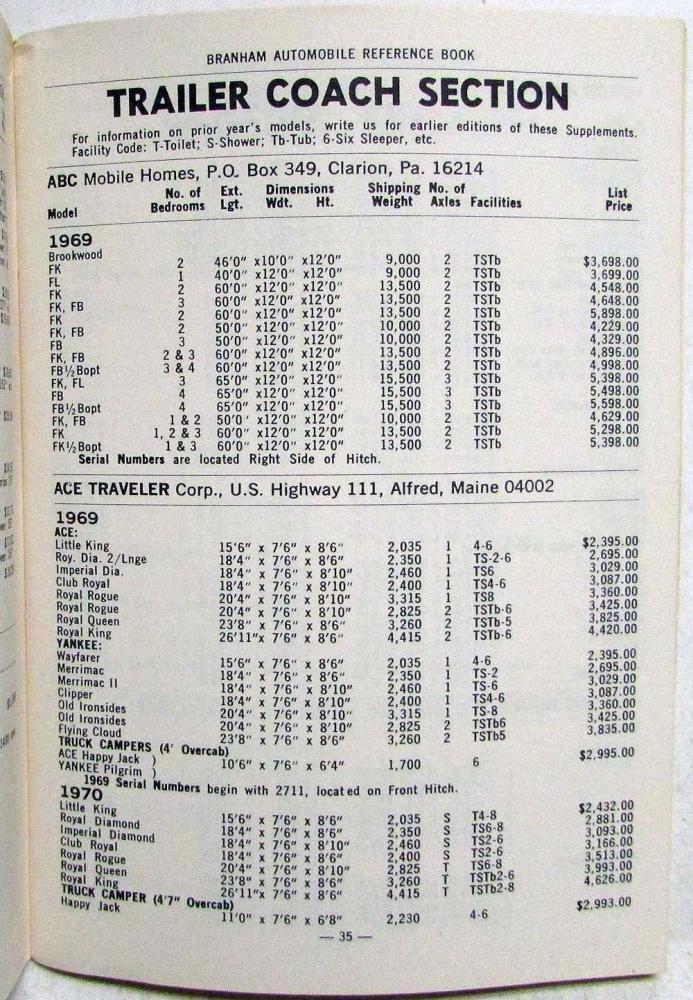 BRANHAM AUTOMOBILE REFERENCE BOOK
TRAILER COACH SECTION
For information on prior year's models, write us for earlier editions of these Supplements.
Facility Code: T-Toilet; S-Shower; Tb-Tub; 6-Six Sleeper, etc.
ABC Mobile Homes, P.O. Box 349, Clarion, Pa. 16214
No. of Ext. Dimensions Shipping No. of List
Model Bedrooms Lgt. Wdt. Ht. Weight Axles Facilities Price
1969
Brookwood
FK 2 46'0" x10'0" x12'0" 9,000 2 TSTb $3,698.00
FL 1 40'0" x12'0" x12'0" 9,000 2 TSTb 3,699.00
FK 2 60'0" x12'0" x12'0" 13,500 2 TSTb 4,548.00
FK, FB 3 60'0" x12'0" x12'0" 13,500 2 TSTb 4,648.00
FK 2 60'0" x12'0" x12'0" 13,500 2 TSTb 5,898.00
FK, FB 2 50'0" x12'0" x12'0" 10,000 2 TSTb 4,229.00
FB 3 50'0" x12'0" x12'0" 10,000 2 TSTb 4,329.00
FK, FB 2 & 3 60'0" x12'0" x12'0" 13,500 2 TSTb 4,896.00
FB½Bopt 3 & 4 60'0" x12'0" x12'0" 13,500 2 TSTb 4,998.00
FK, FL 3 65'0" x12'0" x12'0" 15,500 3 TSTb 5,398.00
FB 4 65'0" x12'0" x12'0" 15,500 3 TSTb 5,498.00
FB½Bopt 4 65'0" x12'0" x12'0" 15,500 3 TSTb 5,598.00
FK, FB 1 & 2 50'0" x12'0" x12'0" 10,000 2 TSTb 4,629.00
FK 1, 2 & 3 60'0" x12'0" x12'0" 13,500 2 TSTb 5,298.00
FK½Bopt 1 & 3 60'0" x12'0" x12'0" 13,500 2 TSTb 5,398.00
Serial Numbers are located Right Side of Hitch.
ACE TRAVELER Corp., U.S. Highway 111, Alfred, Maine 04002
1969
ACE:
Little King 15'6" x 7'6" x 8'6" 2,035 1 4-6 $2,395.00
Roy. Dia. 2/Lnge 18'4" x 7'6" x 8'6" 2,350 1 TS-2-6 2,695.00
Imperial Dia. 18'4" x 7'6" x 8'10" 2,460 1 TS6 3,029.00
Club Royal 18'4" x 7'6" x 8'6" 2,400 1 TS4-6 3,087.00
Royal Rogue 20'4" x 7'6" x 8'10" 3,315 1 TS8 3,360.00
Royal Rogue 20'4" x 7'6" x 8'10" 2,825 2 TSTb-6 3,425.00
Royal Queen 23'8" x 7'6" x 8'6" 3,260 2 TSTb-5 3,825.00
Royal King 26'11"x 7'6" x 8'6" 4,415 2 TSTb-6 4,420.00
YANKEE:
Wayfarer 15'6" x 7'6" x 8'6" 2,035 1 4-6 2,395.00
Merrimac 18'4" x 7'6" x 8'6" 2,350 1 TS-2 2,695.00
Merrimac II 18'4" x 7'6" x 8'10" 2,460 1 TS-6 3,029.00
Clipper 18'4" x 7'6" x 8'6" 2,400 1 TS4-6 3,087.00
Old Ironsides 20'4" x 7'6" x 8'10" 3,315 1 TS-8 3,360.00
Old Ironsides 20'4" x 7'6" x 8'10" 2,825 2 TSTb6 3,425.00
Flying Cloud 23'8" x 7'6" x 8'6" 3,260 2 TSTb5 3,835.00
TRUCK CAMPERS (4' Overcab)
ACE Happy Jack )
YANKEE Pilgrim ) 10'6" x 7'6" x 6'4" 1,700 6 $2,995.00
1969 Serial Numbers begin with 2711, located on Front Hitch.
1970
Little King 15'6" x 7'6" x 8'6" 2,035 S T4-8 $2,432.00
Royal Diamond 18'4" x 7'6" x 8'6" 2,350 S TS6-8 2,881.00
Imperial Diamond 18'4" x 7'6" x 8'10" 2,460 S TS2-6 3,093.00
Club Royal 18'4" x 7'6" x 8'6" 2,400 S TS2-6 3,166.00
Royal Rogue 20'4" x 7'6" x 8'10" 2,825 T TS6-8 3,513.00
Royal Queen 23'8" x 7'6" x 8'6" 3,260 T TSTb2-6 3,993.00
Royal King 26'11"x 7'6" x 8'6" 4,415 T TSTb2-8 4,626.00
TRUCK CAMPER (4'7" Overcab)
Happy Jack 11'0" x 7'6" x 6'8" 2,230 4-6 $2,993.00
— 35 —